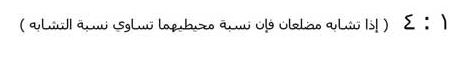 ١ : ٤ ( إذا تشابه مضلعان فإن نسبة محيطيهما تساوي نسبة التشابه )